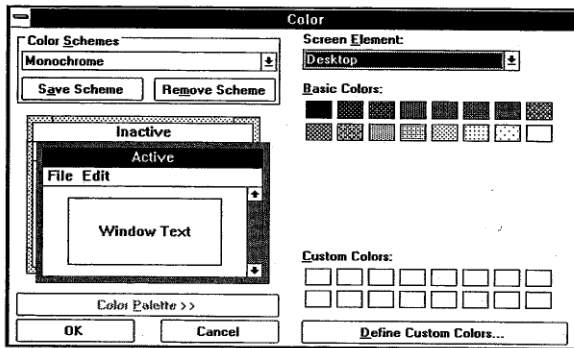 Color
Color Schemes
Monochrome
Save Scheme
Remove Scheme
Inactive
Active
File Edit
Window Text
Color Palette >>
OK
Cancel
Screen Element:
Desktop
Basic Colors:
Custom Colors:
Define Custom Colors...